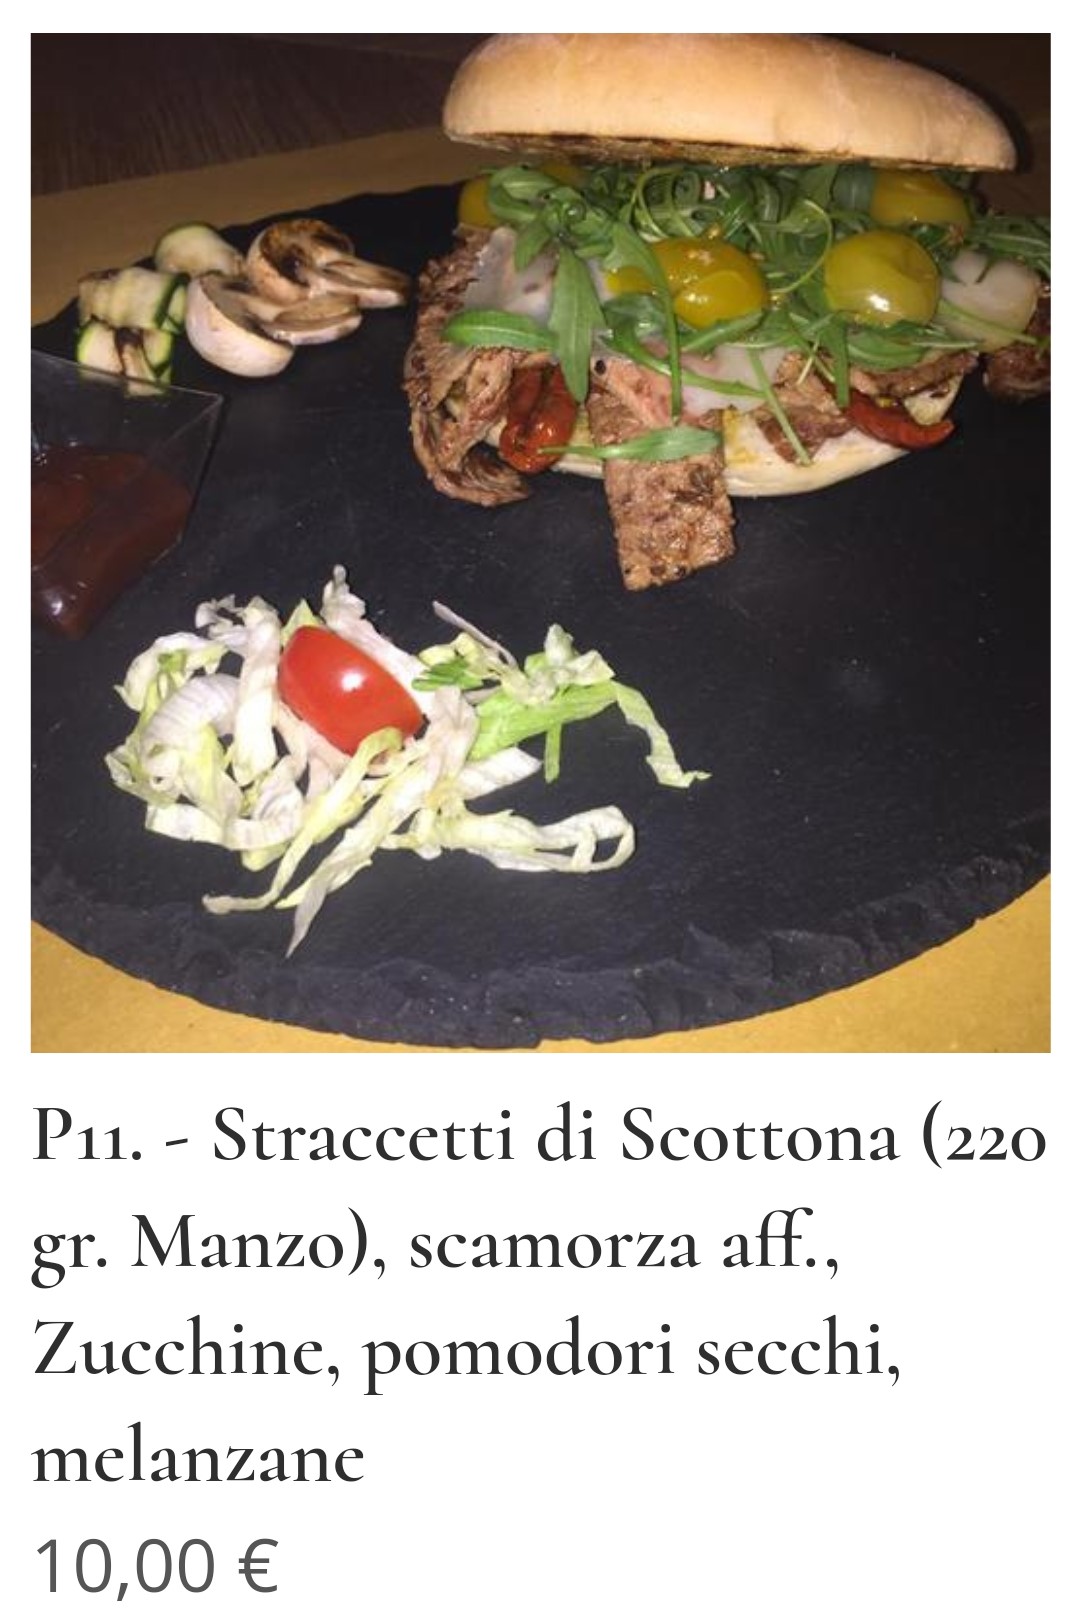 P11. - Straccetti di Scottona (220
gr. Manzo), scamorza aff.,
Zucchine, pomodori secchi,
melanzane
10,00 €